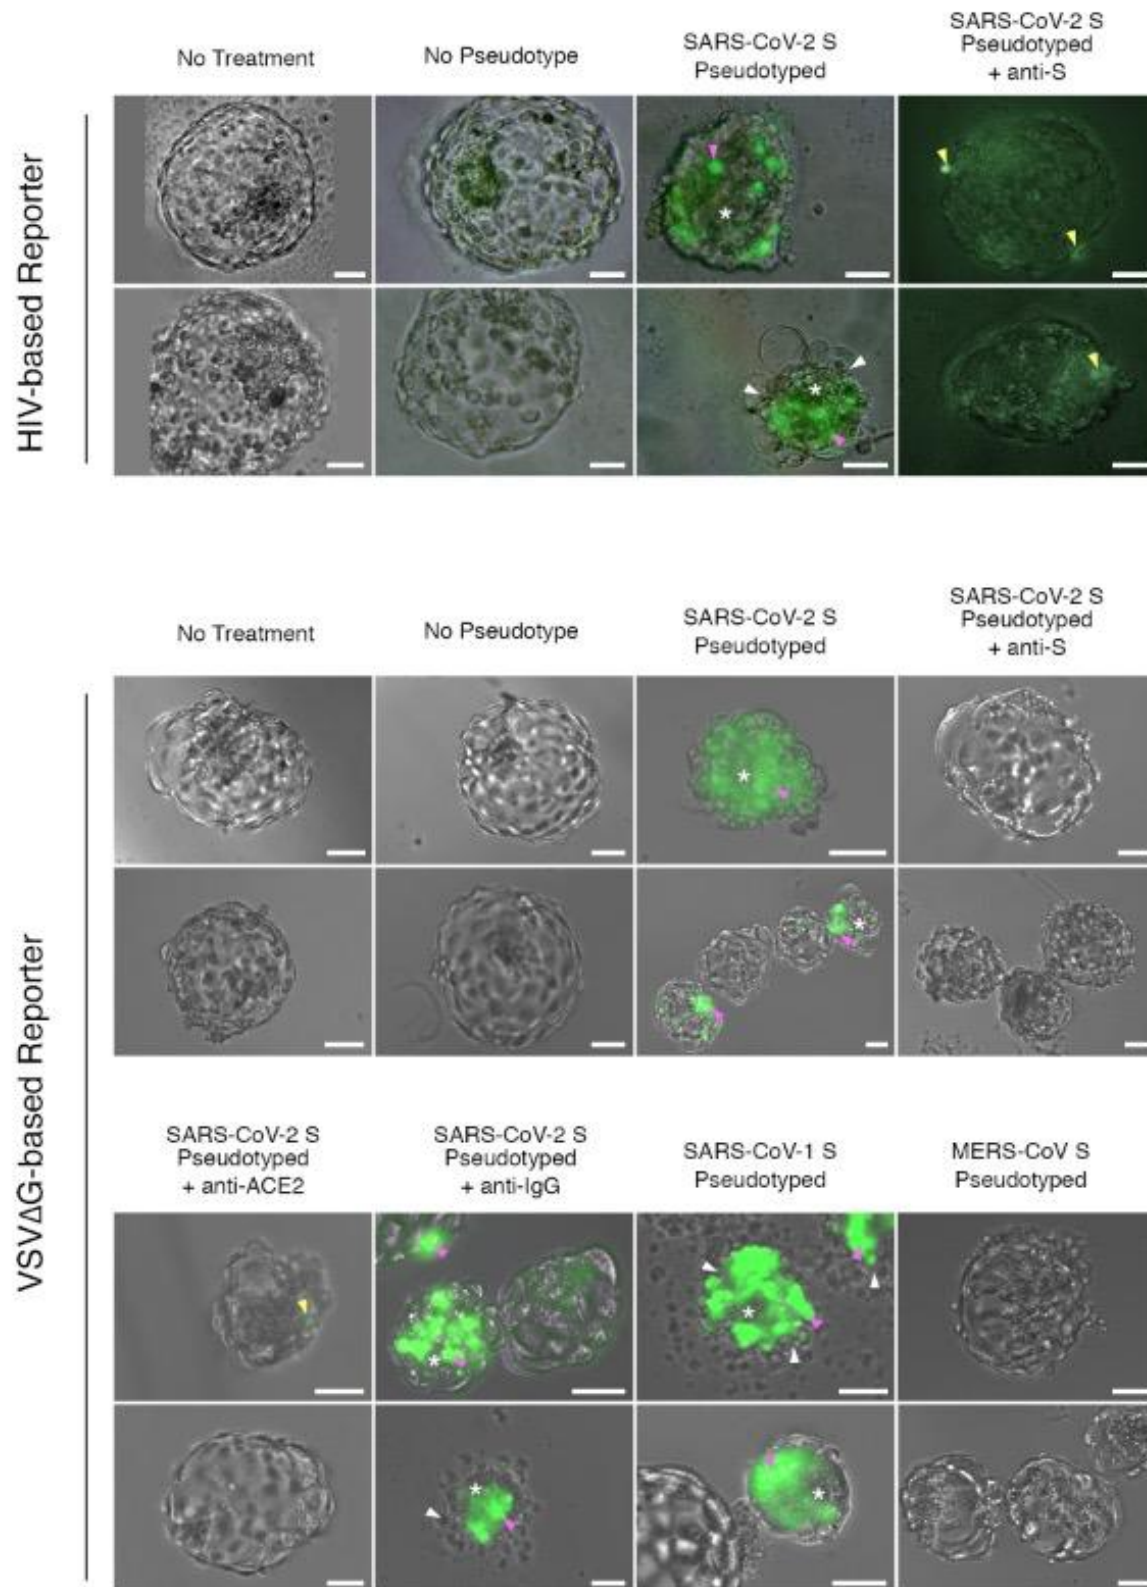 No Treatment
No Pseudotype
SARS-CoV-2 S
Pseudotyped
SARS-CoV-2 S
Pseudotyped
+ anti-S
HIV-based Reporter
No Treatment
No Pseudotype
SARS-CoV-2 S
Pseudotyped
SARS-CoV-2 S
Pseudotyped
+ anti-S
VSVΔG-based Reporter
SARS-CoV-2 S
Pseudotyped
+ anti-ACE2
SARS-CoV-2 S
Pseudotyped
+ anti-IgG
SARS-CoV-1 S
Pseudotyped
MERS-CoV S
Pseudotyped